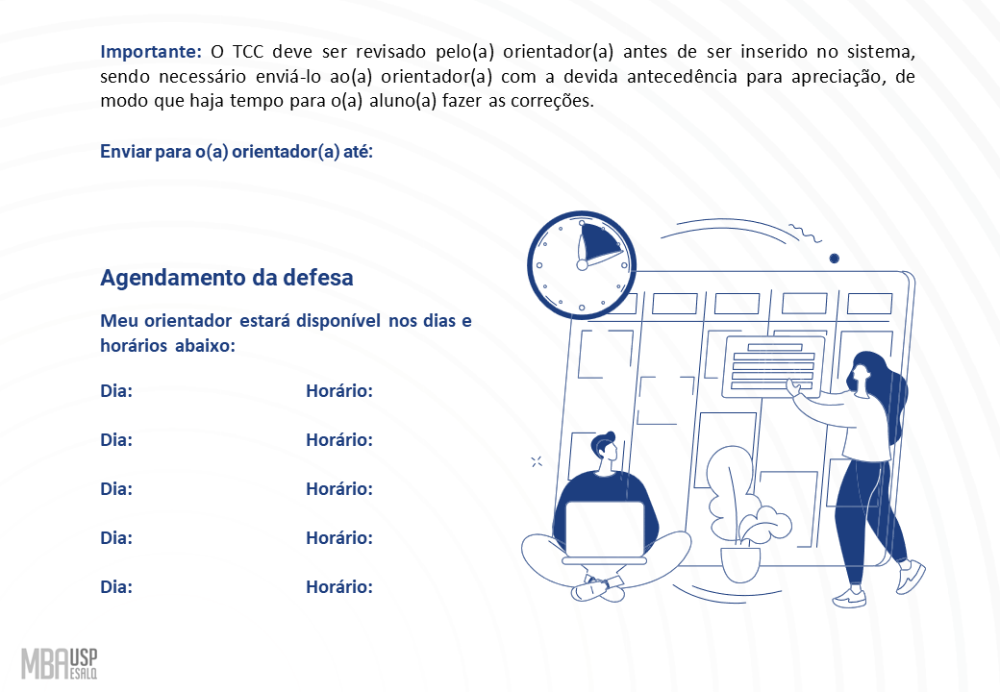 Importante: O TCC deve ser revisado pelo(a) orientador(a) antes de ser inserido no sistema,
sendo necessário enviá-lo ao(a) orientador(a) com a devida antecedência para apreciação, de
modo que haja tempo para o(a) aluno(a) fazer as correções.
Enviar para o(a) orientador(a) até:
Agendamento da defesa
Meu orientador estará disponível nos dias e
horários abaixo:
Dia: Horário:
Dia: Horário:
Dia: Horário:
Dia: Horário:
Dia: Horário:
MBA USP
ESALQ